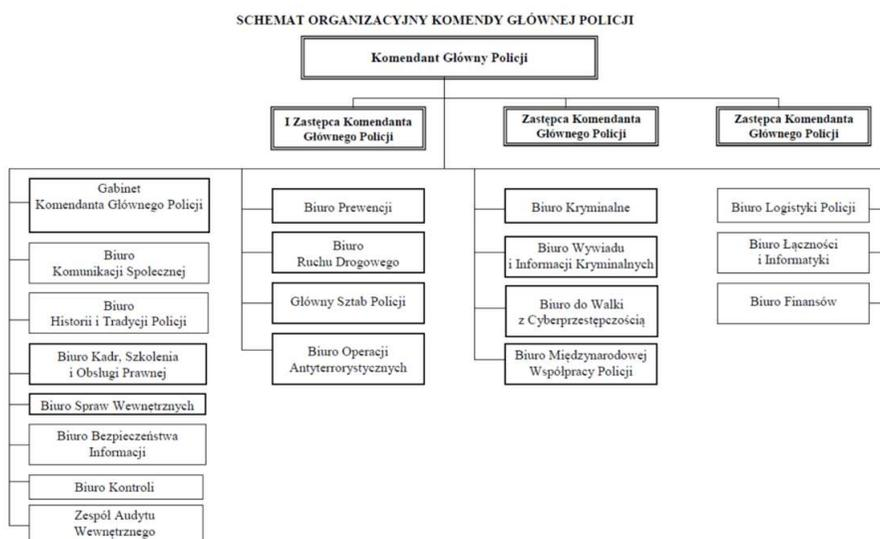 SCHEMAT ORGANIZACYJNY KOMENDY GŁÓWNEJ POLICJI
Komendant Główny Policji
I Zastępca Komendanta
Głównego Policji
Zastępca Komendanta
Głównego Policji
Zastępca Komendanta
Głównego Policji
Gabinet
Komendanta Głównego Policji
Biuro
Komunikacji Społecznej
Biuro
Historii i Tradycji Policji
Biuro Kadr, Szkolenia
i Obsługi Prawnej
Biuro Spraw Wewnętrznych
Biuro Bezpieczeństwa
Informacji
Biuro Kontroli
Zespół Audytu
Wewnętrznego
Biuro Prewencji
Biuro
Ruchu Drogowego
Główny Sztab Policji
Biuro Operacji
Antyterrorystycznych
Biuro Kryminalne
Biuro Wywiadu
i Informacji Kryminalnych
Biuro do Walki
z Cyberprzestępczością
Biuro Międzynarodowej
Współpracy Policji
Biuro Logistyki Policji
Biuro Łączności
i Informatyki
Biuro Finansów